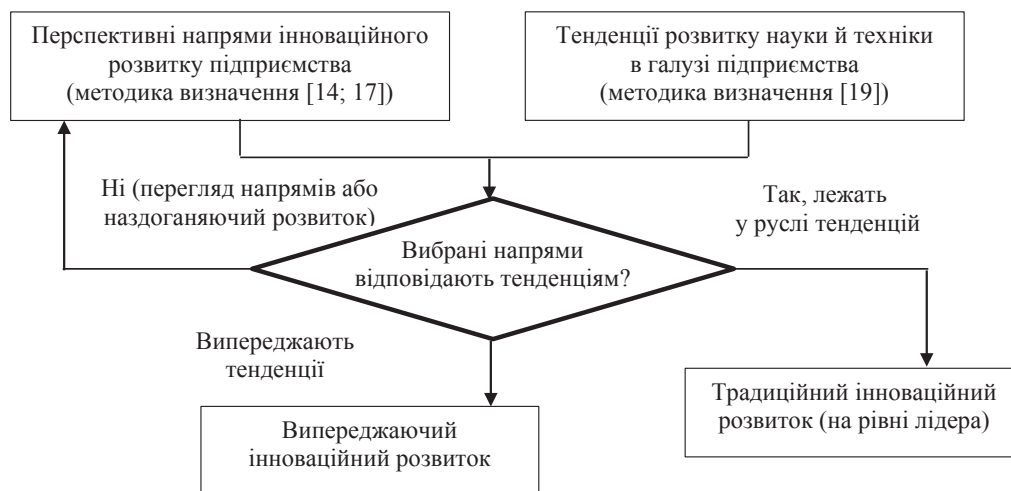 Перспективні напрями інноваційного
розвитку підприємства
(методика визначення [14; 17])
Тенденції розвитку науки й техніки
в галузі підприємства
(методика визначення [19])
Ні (перегляд напрямів або
наздоганяючий розвиток)
Так, лежать
у руслі тенденцій
Вибрані напрями
відповідають тенденціям?
Випереджають
тенденції
Традиційний інноваційний
розвиток (на рівні лідера)
Випереджаючий
інноваційний розвиток